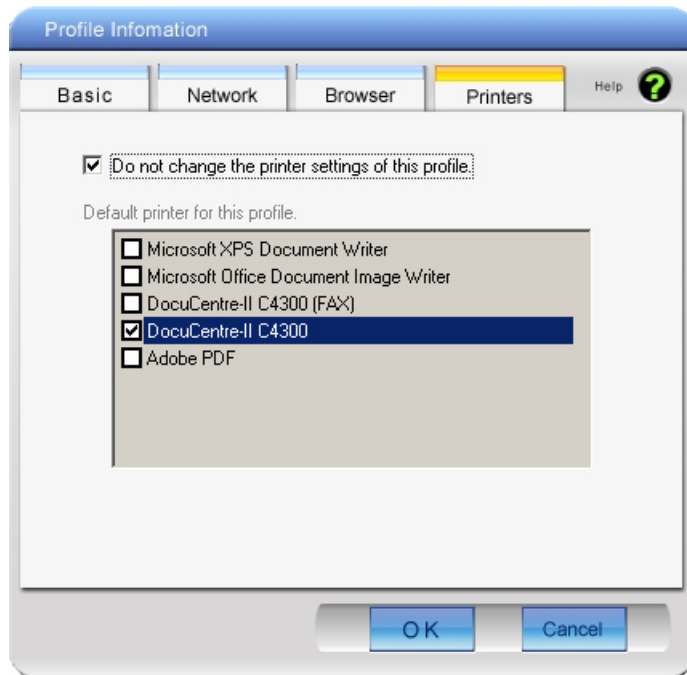 Profile Infomation
Basic Network Browser Printers Help ?
Do not change the printer settings of this profile.
Default printer for this profile.
Microsoft XPS Document Writer
Microsoft Office Document Image Writer
DocuCentre-II C4300 (FAX)
DocuCentre-II C4300
Adobe PDF
OK Cancel